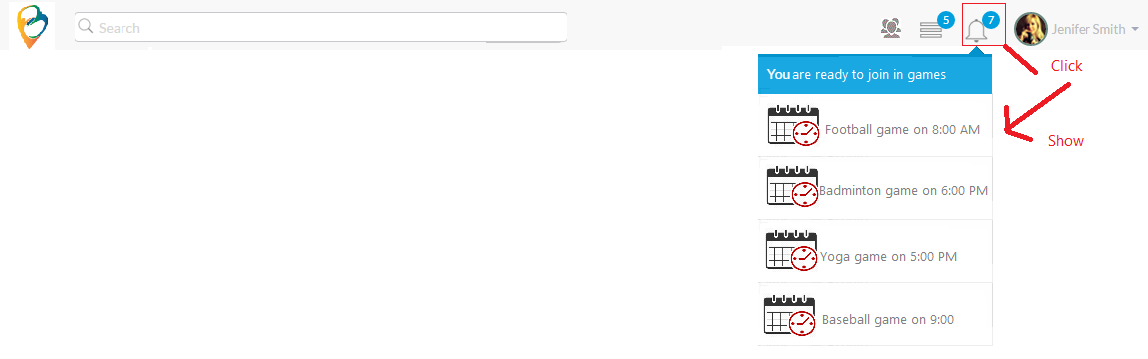 Search
5
7
Jenifer Smith
Click
You are ready to join in games
Football game on 8:00 AM
Show
Badminton game on 6:00 PM
Yoga game on 5:00 PM
Baseball game on 9:00